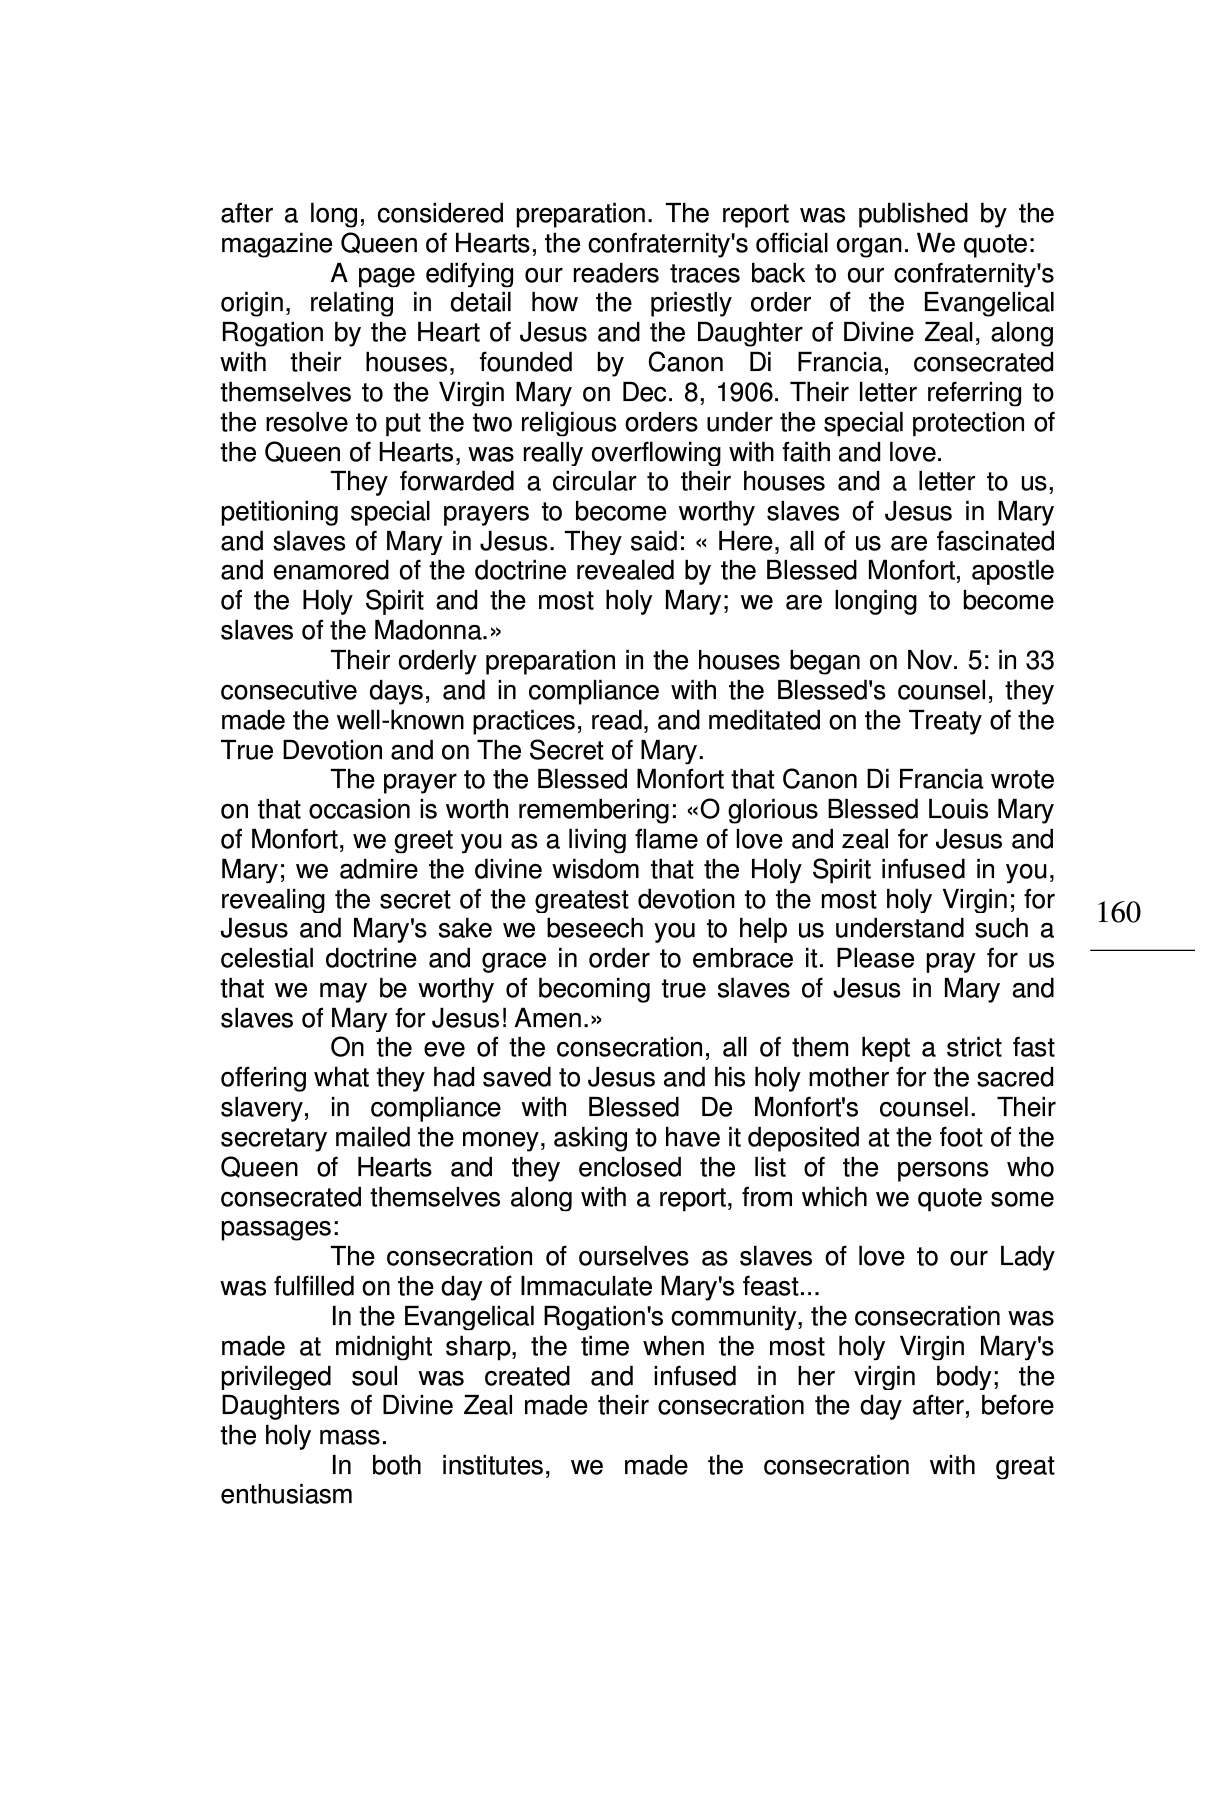 after a long, considered preparation. The report was published by the
magazine Queen of Hearts, the confraternity's official organ. We quote:
A page edifying our readers traces back to our confraternity's
origin, relating in detail how the priestly order of the Evangelical
Rogation by the Heart of Jesus and the Daughter of Divine Zeal, along
with their houses, founded by Canon Di Francia, consecrated
themselves to the Virgin Mary on Dec. 8, 1906. Their letter referring to
the resolve to put the two religious orders under the special protection of
the Queen of Hearts, was really overflowing with faith and love.
They forwarded a circular to their houses and a letter to us,
petitioning special prayers to become worthy slaves of Jesus in Mary
and slaves of Mary in Jesus. They said: « Here, all of us are fascinated
and enamored of the doctrine revealed by the Blessed Monfort, apostle
of the Holy Spirit and the most holy Mary; we are longing to become
slaves of the Madonna.»
Their orderly preparation in the houses began on Nov. 5: in 33
consecutive days, and in compliance with the Blessed's counsel, they
made the well-known practices, read, and meditated on the Treaty of the
True Devotion and on The Secret of Mary.
The prayer to the Blessed Monfort that Canon Di Francia wrote
on that occasion is worth remembering: «O glorious Blessed Louis Mary
of Monfort, we greet you as a living flame of love and zeal for Jesus and
Mary; we admire the divine wisdom that the Holy Spirit infused in you,
revealing the secret of the greatest devotion to the most holy Virgin; for
Jesus and Mary's sake we beseech you to help us understand such a
celestial doctrine and grace in order to embrace it. Please pray for us
that we may be worthy of becoming true slaves of Jesus in Mary and
slaves of Mary for Jesus! Amen.»
On the eve of the consecration, all of them kept a strict fast
offering what they had saved to Jesus and his holy mother for the sacred
slavery, in compliance with Blessed De Monfort's counsel. Their
secretary mailed the money, asking to have it deposited at the foot of the
Queen of Hearts and they enclosed the list of the persons who
consecrated themselves along with a report, from which we quote some
passages:
The consecration of ourselves as slaves of love to our Lady
was fulfilled on the day of Immaculate Mary's feast...
In the Evangelical Rogation's community, the consecration was
made at midnight sharp, the time when the most holy Virgin Mary's
privileged soul was created and infused in her virgin body; the
Daughters of Divine Zeal made their consecration the day after, before
the holy mass.
In both institutes, we made the consecration with great
enthusiasm
160